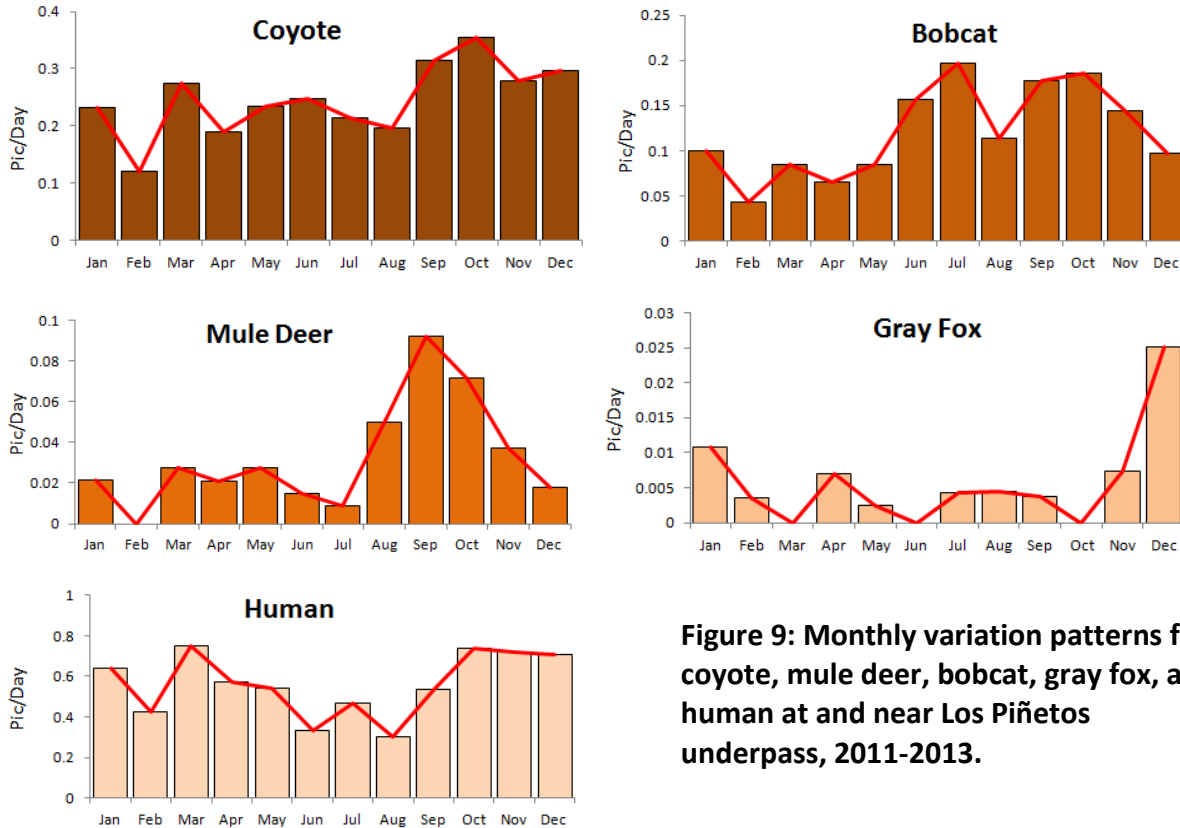 Coyote
Pic/Day
0.4
0.3
0.2
0.1
0
Jan Feb Mar Apr May Jun Jul Aug Sep Oct Nov Dec
Bobcat
Pic/Day
0.25
0.2
0.15
0.1
0.05
0
Jan Feb Mar Apr May Jun Jul Aug Sep Oct Nov Dec
Mule Deer
Pic/Day
0.1
0.08
0.06
0.04
0.02
0
Jan Feb Mar Apr May Jun Jul Aug Sep Oct Nov Dec
Gray Fox
Pic/Day
0.03
0.025
0.02
0.015
0.01
0.005
0
Jan Feb Mar Apr May Jun Jul Aug Sep Oct Nov Dec
Human
Pic/Day
1
0.8
0.6
0.4
0.2
0
Jan Feb Mar Apr May Jun Jul Aug Sep Oct Nov Dec
Figure 9: Monthly variation patterns f
coyote, mule deer, bobcat, gray fox, a
human at and near Los Piñetos
underpass, 2011-2013.